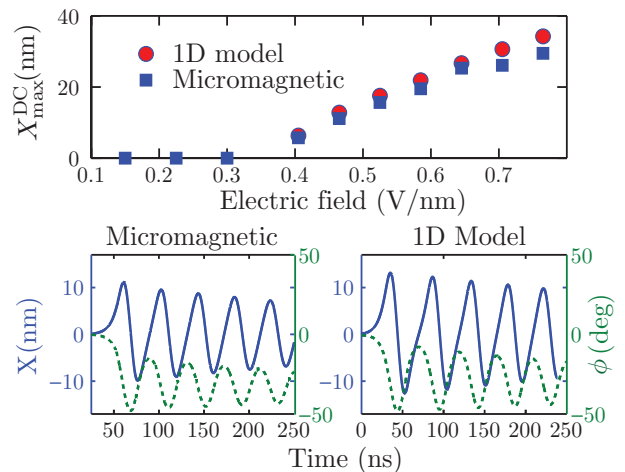 40
20
0
X_max^DC(nm)
1D model
Micromagnetic
0.1 0.2 0.3 0.4 0.5 0.6 0.7
Electric field (V/nm)
Micromagnetic
1D Model
10
0
−10
X(nm)
50
0
−50
10
0
−10
50
0
−50
ϕ (deg)
50 100 150 200 250
0 50 100 150 200 250
Time (ns)